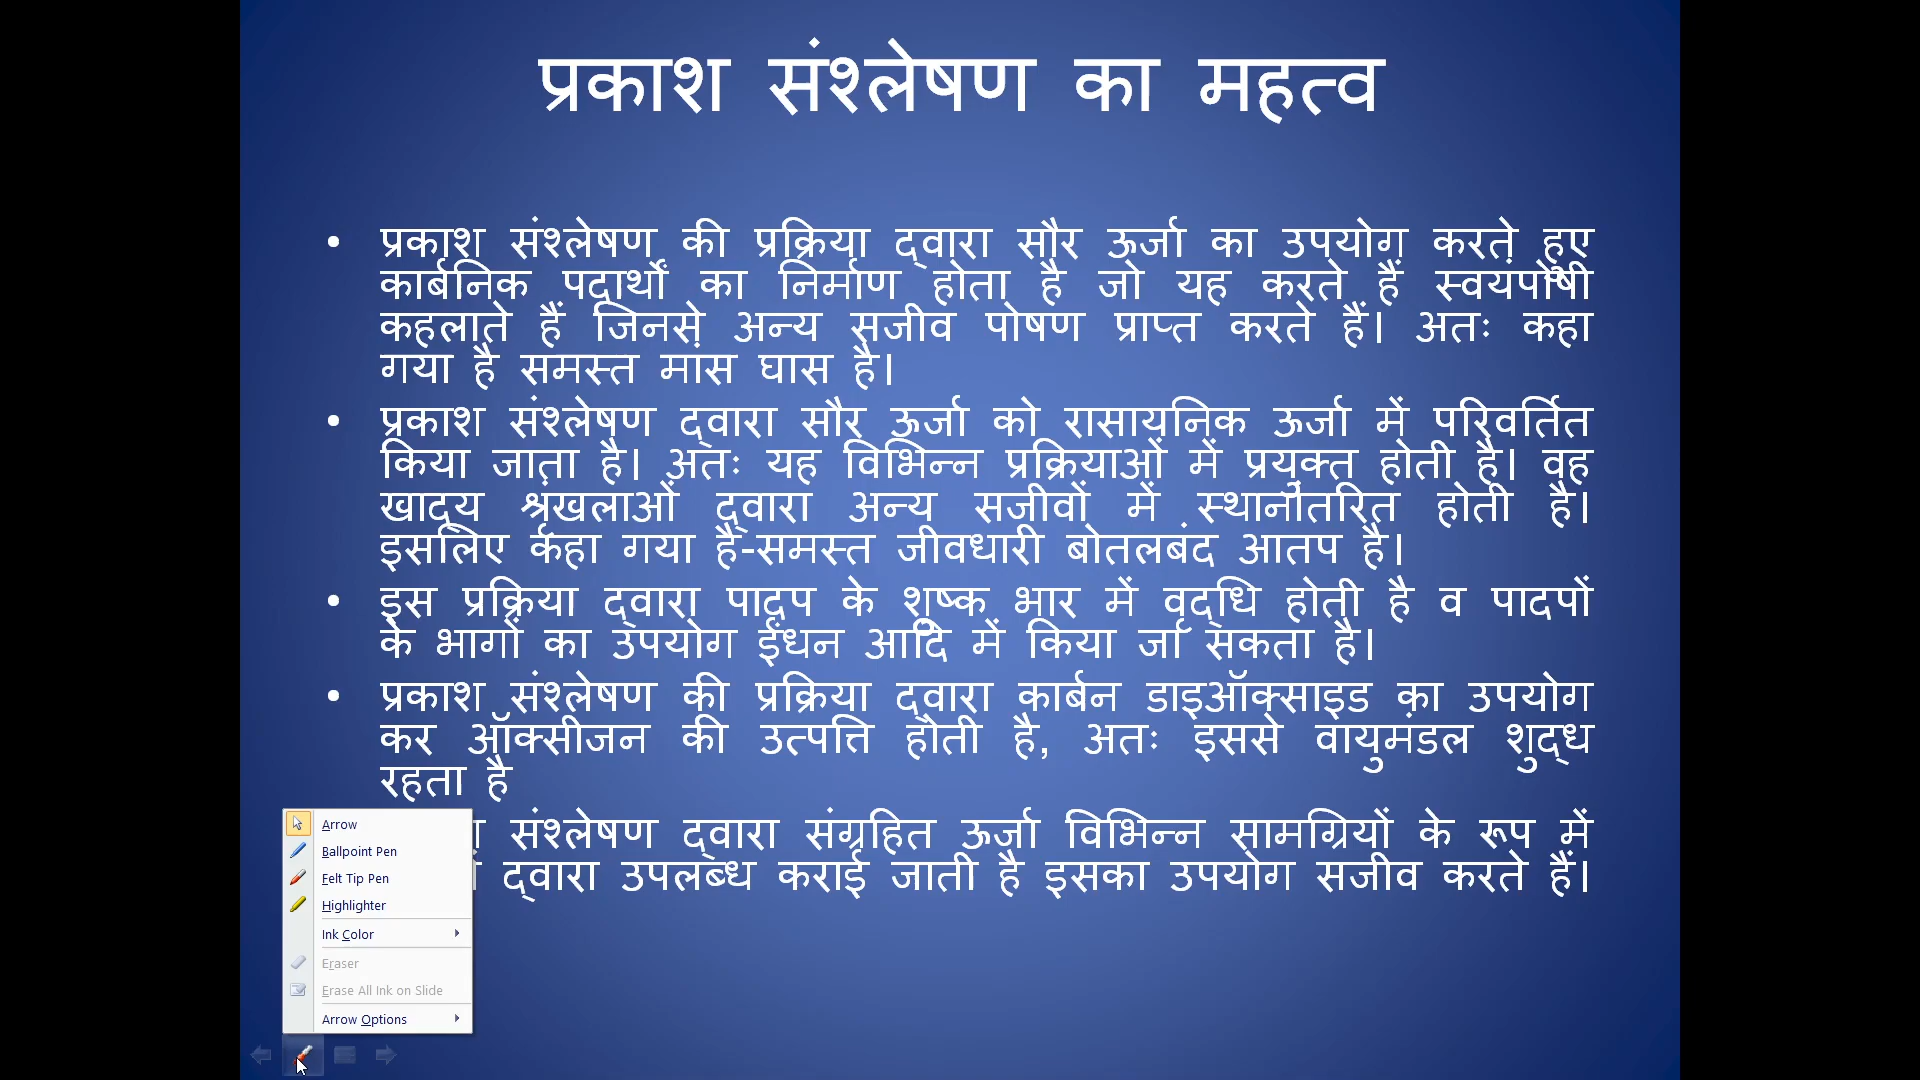 प्रकाश संश्लेषण का महत्व
• प्रकाश संश्लेषण की प्रक्रिया द्वारा सौर ऊर्जा का उपयोग करते हुए
कार्बनिक पदार्थों का निर्माण होता है जो यह करते हैं स्वयंपोषी
कहलाते हैं जिनसे अन्य सजीव पोषण प्राप्त करते हैं। अतः कहा
गया है समस्त मांस घास है।
• प्रकाश संश्लेषण द्वारा सौर ऊर्जा को रासायनिक ऊर्जा में परिवर्तित
किया जाता है। अतः यह विभिन्न प्रक्रियाओं में प्रयुक्त होती है। वह
खाद्य श्रंखलाओं द्वारा अन्य सजीवों में स्थानांतरित होती है।
इसलिए कहा गया है-समस्त जीवधारी बोतलबंद आतप है।
• इस प्रक्रिया द्वारा पादप के शुष्क भार में वृद्धि होती है व पादपों
के भागों का उपयोग ईंधन आदि में किया जा सकता है।
• प्रकाश संश्लेषण की प्रक्रिया द्वारा कार्बन डाइऑक्साइड का उपयोग
कर ऑक्सीजन की उत्पत्ति होती है, अतः इससे वायुमंडल शुद्ध
रहता है
संश्लेषण द्वारा संग्रहित ऊर्जा विभिन्न सामग्रियों के रूप में
द्वारा उपलब्ध कराई जाती है इसका उपयोग सजीव करते हैं।
Arrow
Ballpoint Pen
Felt Tip Pen
Highlighter
Ink Color
Eraser
Erase All Ink on Slide
Arrow Options